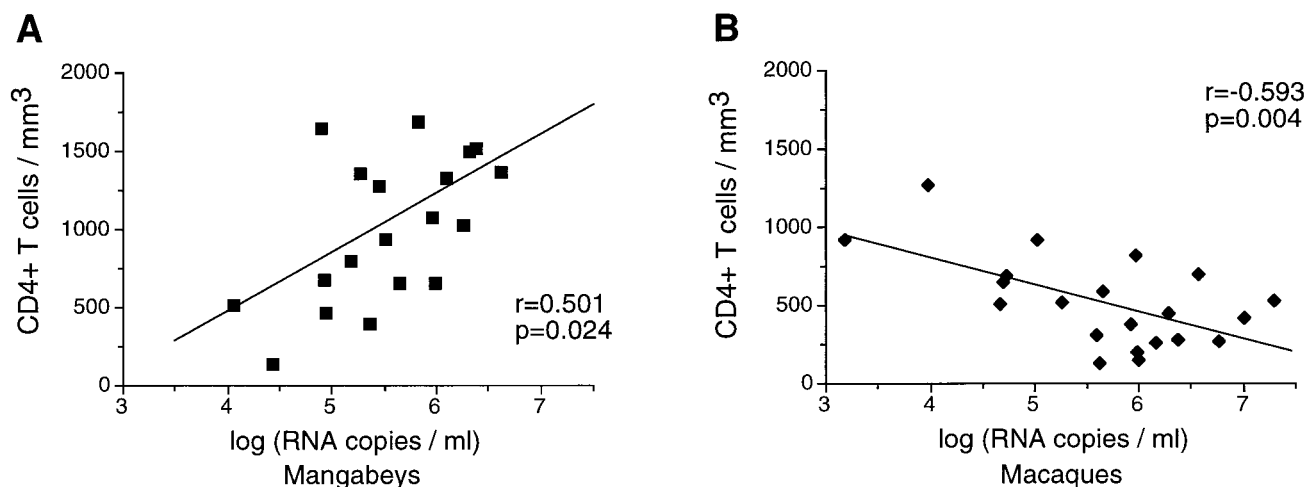 A
2000
1500
1000
500
0
CD4+ T cells / mm3
3 4 5 6 7
log (RNA copies / ml)
Mangabeys
r=0.501
p=0.024
B
2000
1500
1000
500
0
CD4+ T cells / mm3
3 4 5 6 7
log (RNA copies / ml)
Macaques
r=-0.593
p=0.004